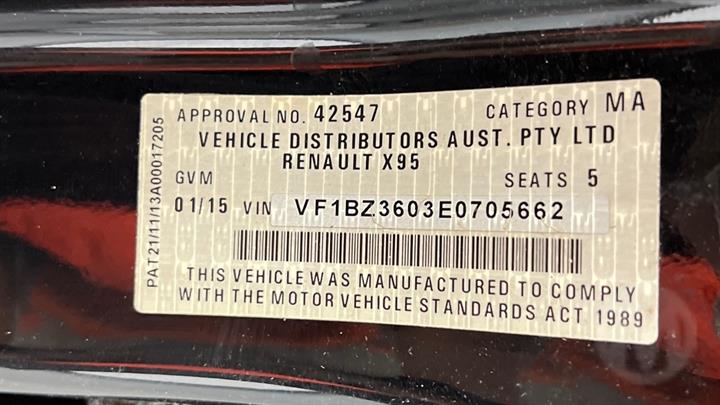 APPROVAL NO. 42547 CATEGORY MA
VEHICLE DISTRIBUTORS AUST. PTY LTD
RENAULT X95
GVM SEATS 5
01/15 VIN VF1BZ3603E0705662
THIS VEHICLE WAS MANUFACTURED TO COMPLY
WITH THE MOTOR VEHICLE STANDARDS ACT 1989
PAT21/11/13A00017205